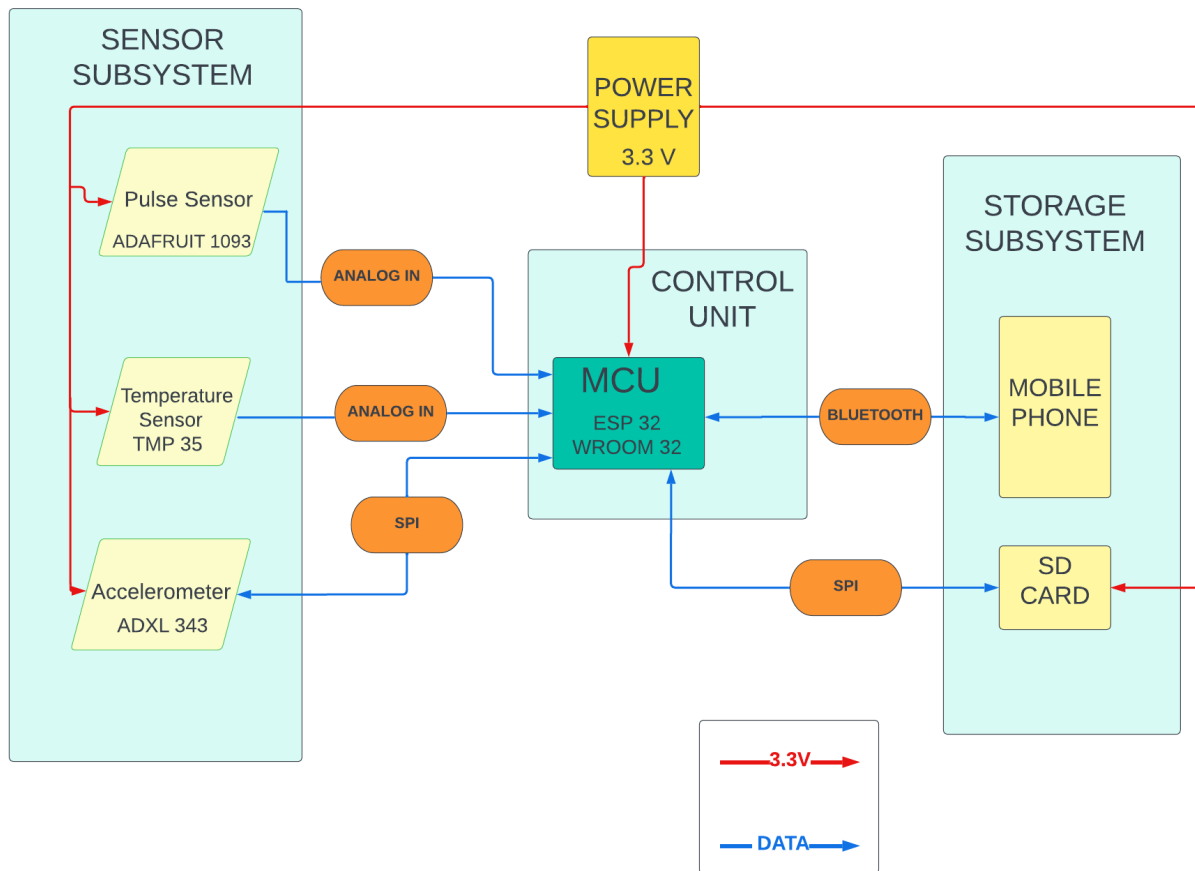 SENSOR
SUBSYSTEM
POWER
SUPPLY
3.3 V
Pulse Sensor
ADAFRUIT 1093
STORAGE
SUBSYSTEM
ANALOG IN
CONTROL
UNIT
Temperature
Sensor
TMP 35
ANALOG IN
MCU
ESP 32
WROOM 32
BLUETOOTH
MOBILE
PHONE
SPI
Accelerometer
ADXL 343
SPI
SD
CARD
3.3V
DATA